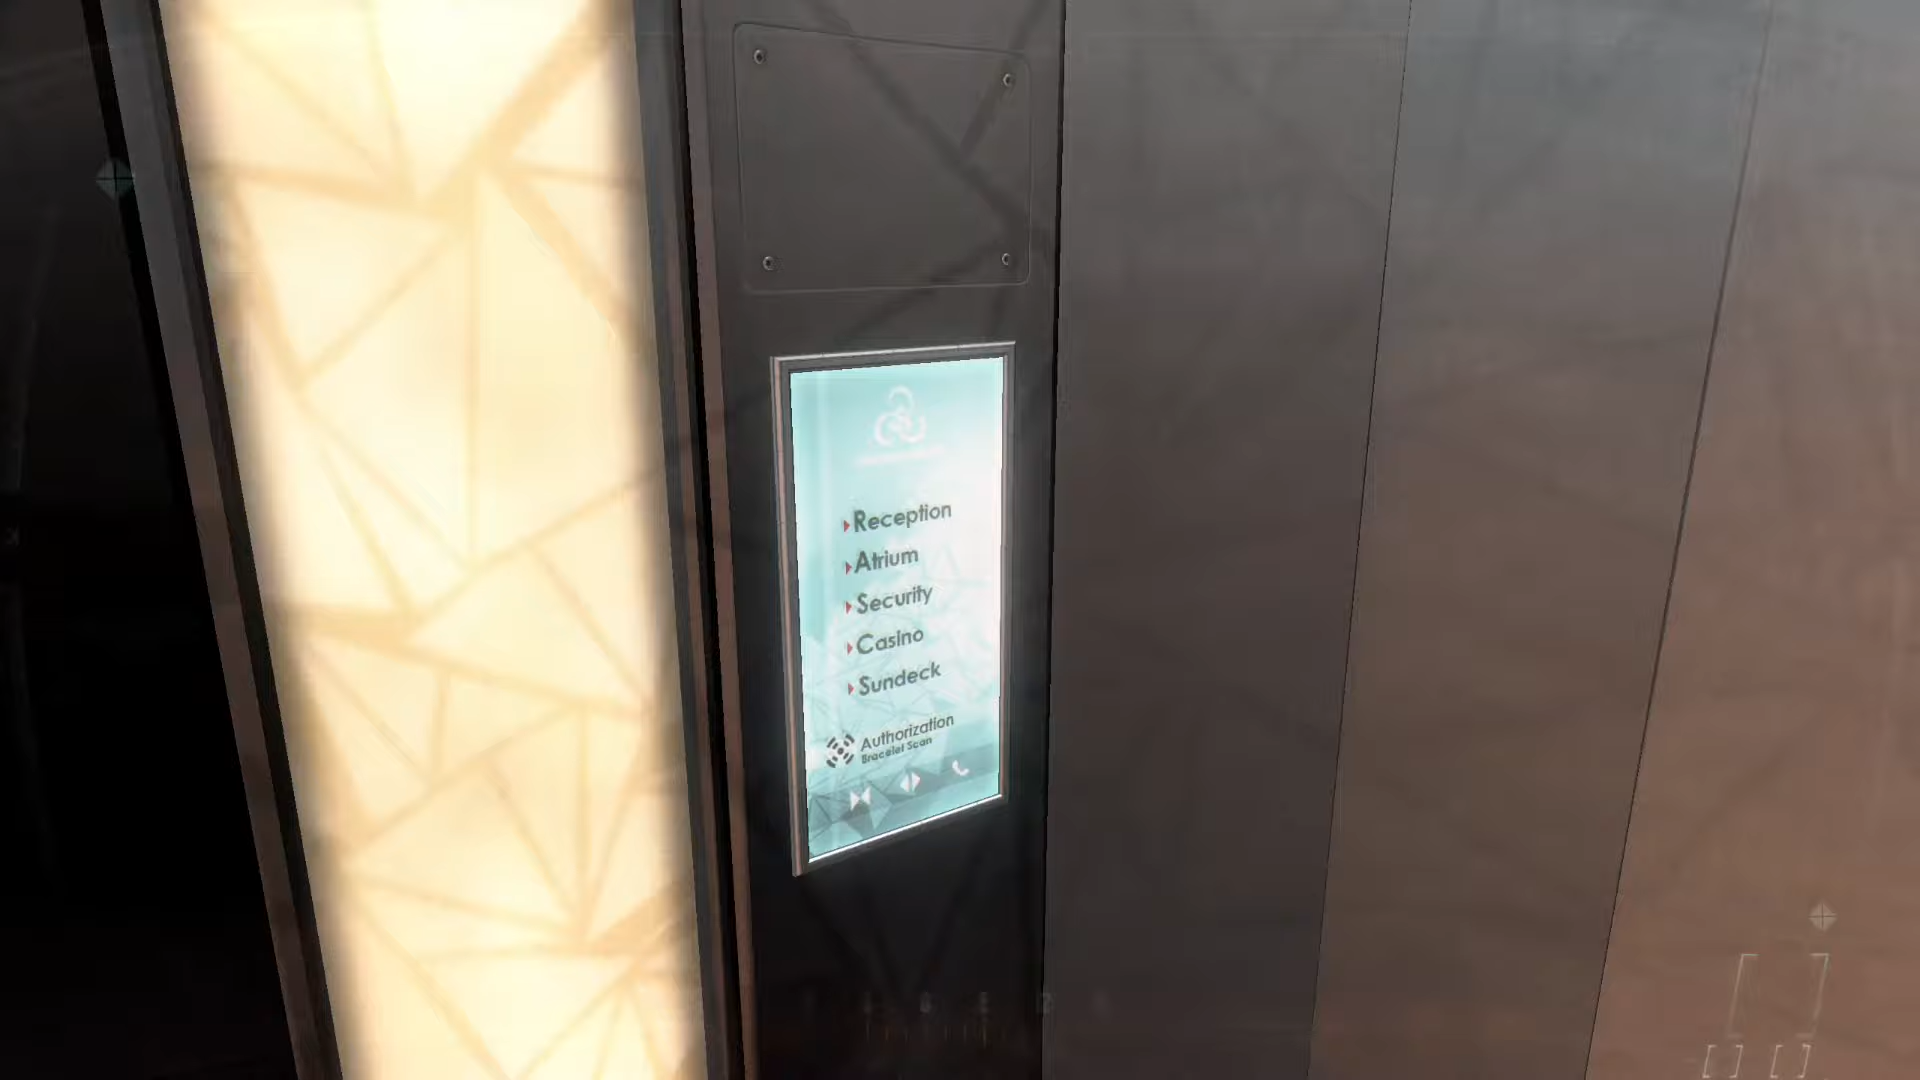 Reception
Atrium
Security
Casino
Sundeck
Authorization
Bracelet Scan